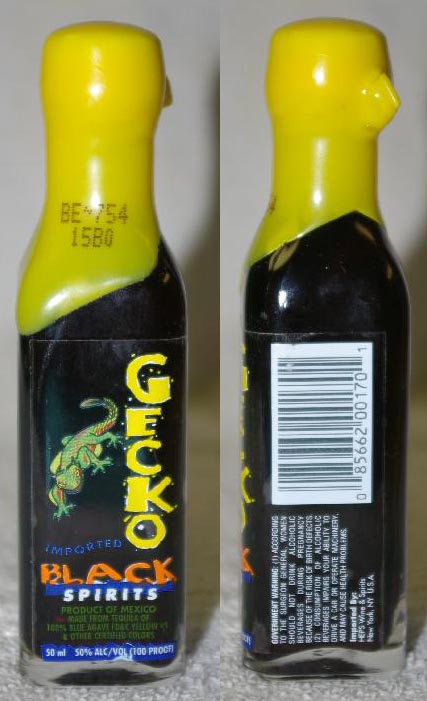 BE*754
15B0
GECKO
IMPORTED
BLACK
SPIRITS
PRODUCT OF MEXICO
MADE FROM TEQUILA OF
100% BLUE AGAVE FD&C YELLOW #5
& OTHER CERTIFIED COLORS
50 ml 50% ALC/VOL (100 PROOF)
0 85662 00170 1
GOVERNMENT WARNING: (1) ACCORDING
TO THE SURGEON GENERAL, WOMEN
SHOULD NOT DRINK ALCOHOLIC
BEVERAGES DURING PREGNANCY
BECAUSE OF THE RISK OF BIRTH DEFECTS.
(2) CONSUMPTION OF ALCOHOLIC
BEVERAGES IMPAIRS YOUR ABILITY TO
DRIVE A CAR OR OPERATE MACHINERY,
AND MAY CAUSE HEALTH PROBLEMS.
Imported By:
Wine & Spirits
New York, NY U.S.A.